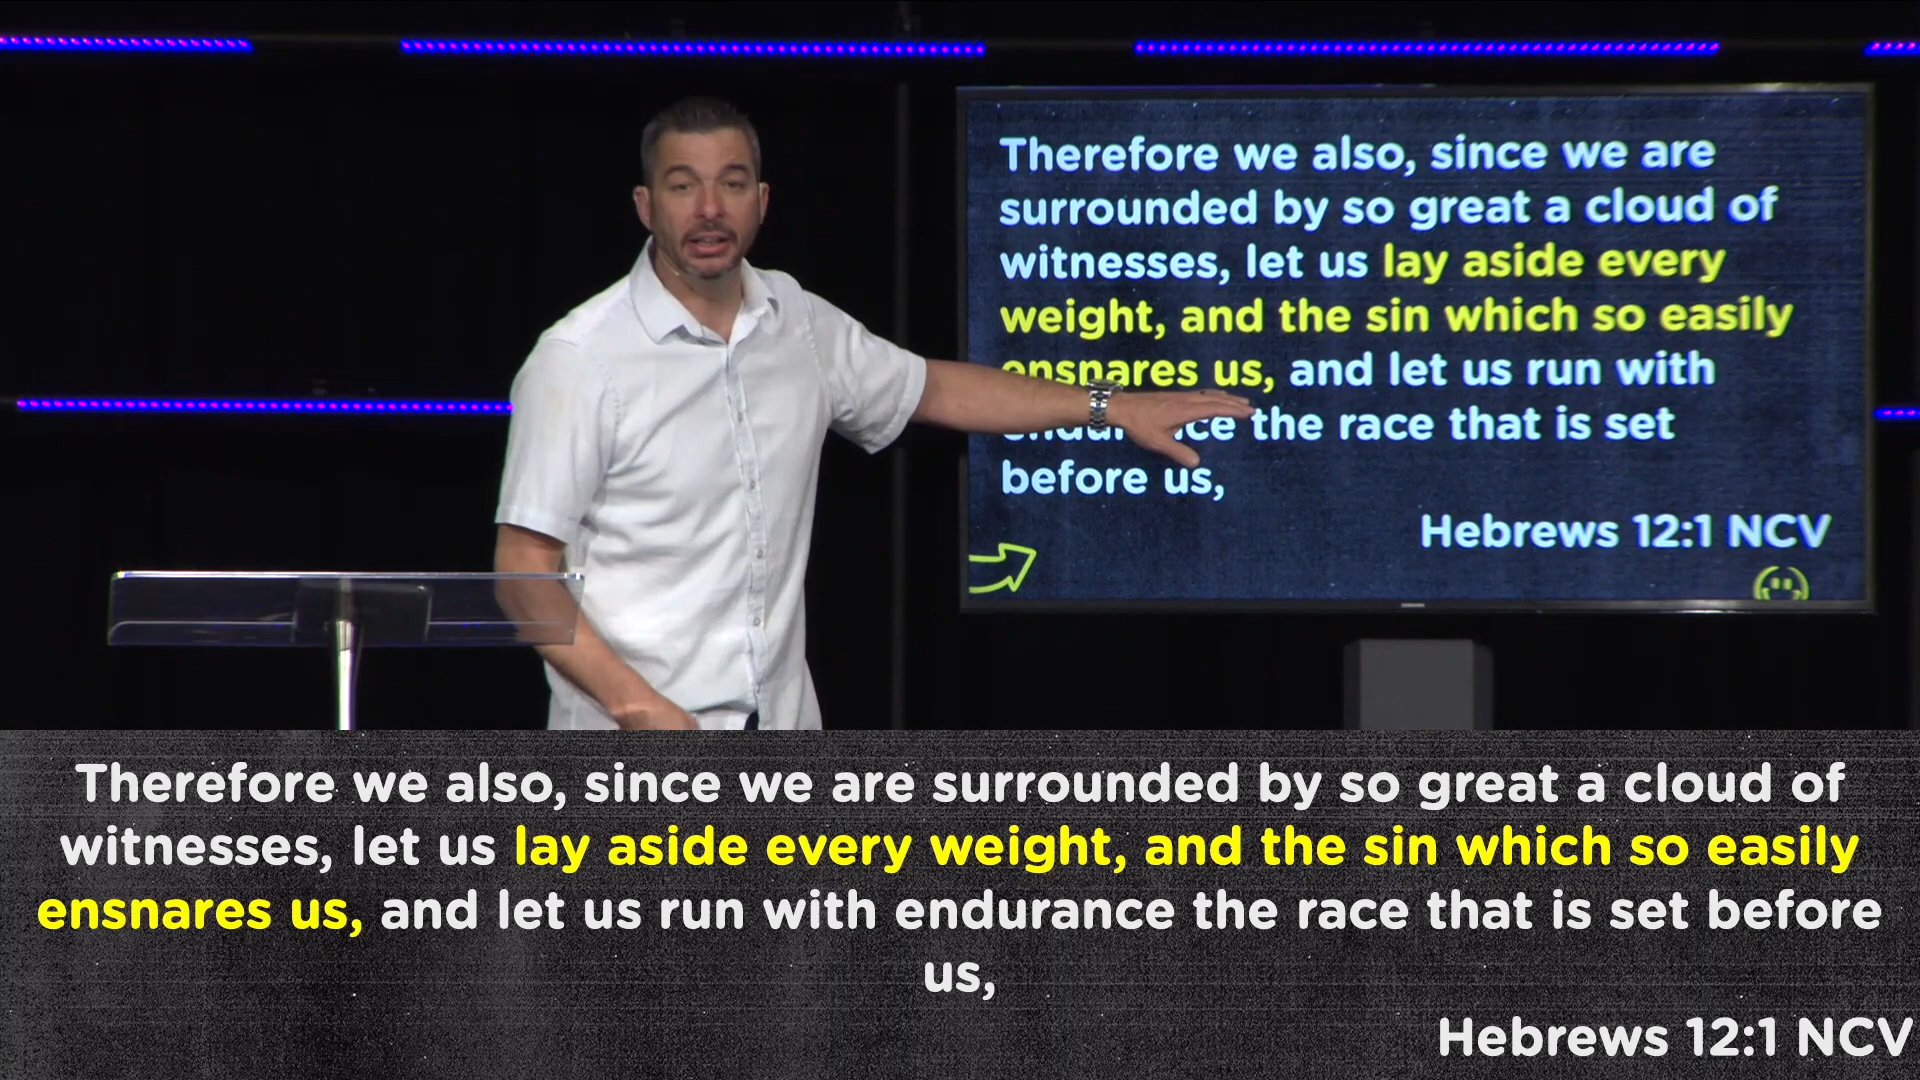 Therefore we also, since we are
surrounded by so great a cloud of
witnesses, let us lay aside every
weight, and the sin which so easily
ensnares us, and let us run with
the race that is set
before us,
Hebrews 12:1 NCV
Therefore we also, since we are surrounded by so great a cloud of
witnesses, let us lay aside every weight, and the sin which so easily
ensnares us, and let us run with endurance the race that is set before
us,
Hebrews 12:1 NCV